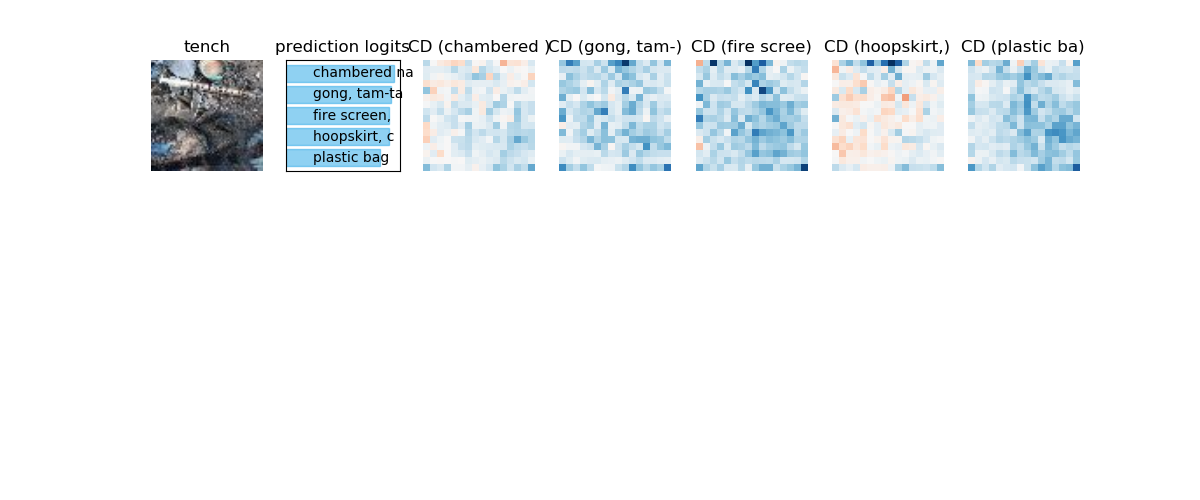 tench
prediction logits
CD (chambered )
CD (gong, tam-)
CD (fire scree)
CD (hoopskirt,)
CD (plastic ba)
chambered na
gong, tam-ta
fire screen,
hoopskirt, c
plastic bag